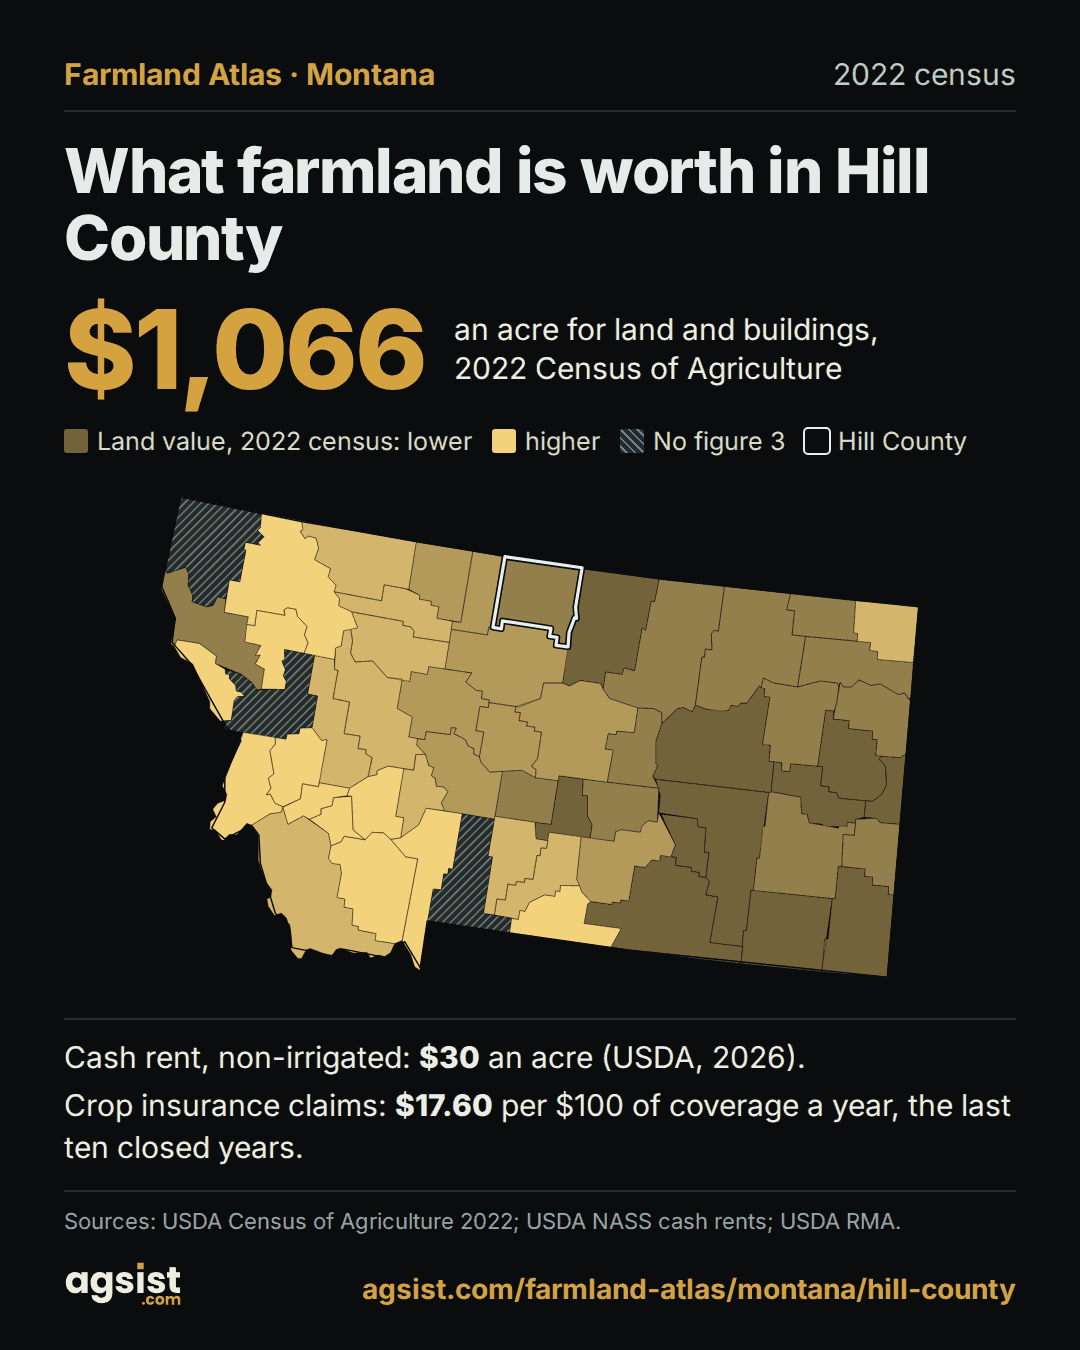 Farmland Atlas · Montana
2022 census
What farmland is worth in Hill
County
$1,066
an acre for land and buildings,
2022 Census of Agriculture
Land value, 2022 census: lower
higher
No figure 3
Hill County
Cash rent, non-irrigated: $30 an acre (USDA, 2026).
Crop insurance claims: $17.60 per $100 of coverage a year, the last
ten closed years.
Sources: USDA Census of Agriculture 2022; USDA NASS cash rents; USDA RMA.
agsist
.com
agsist.com/farmland-atlas/montana/hill-county